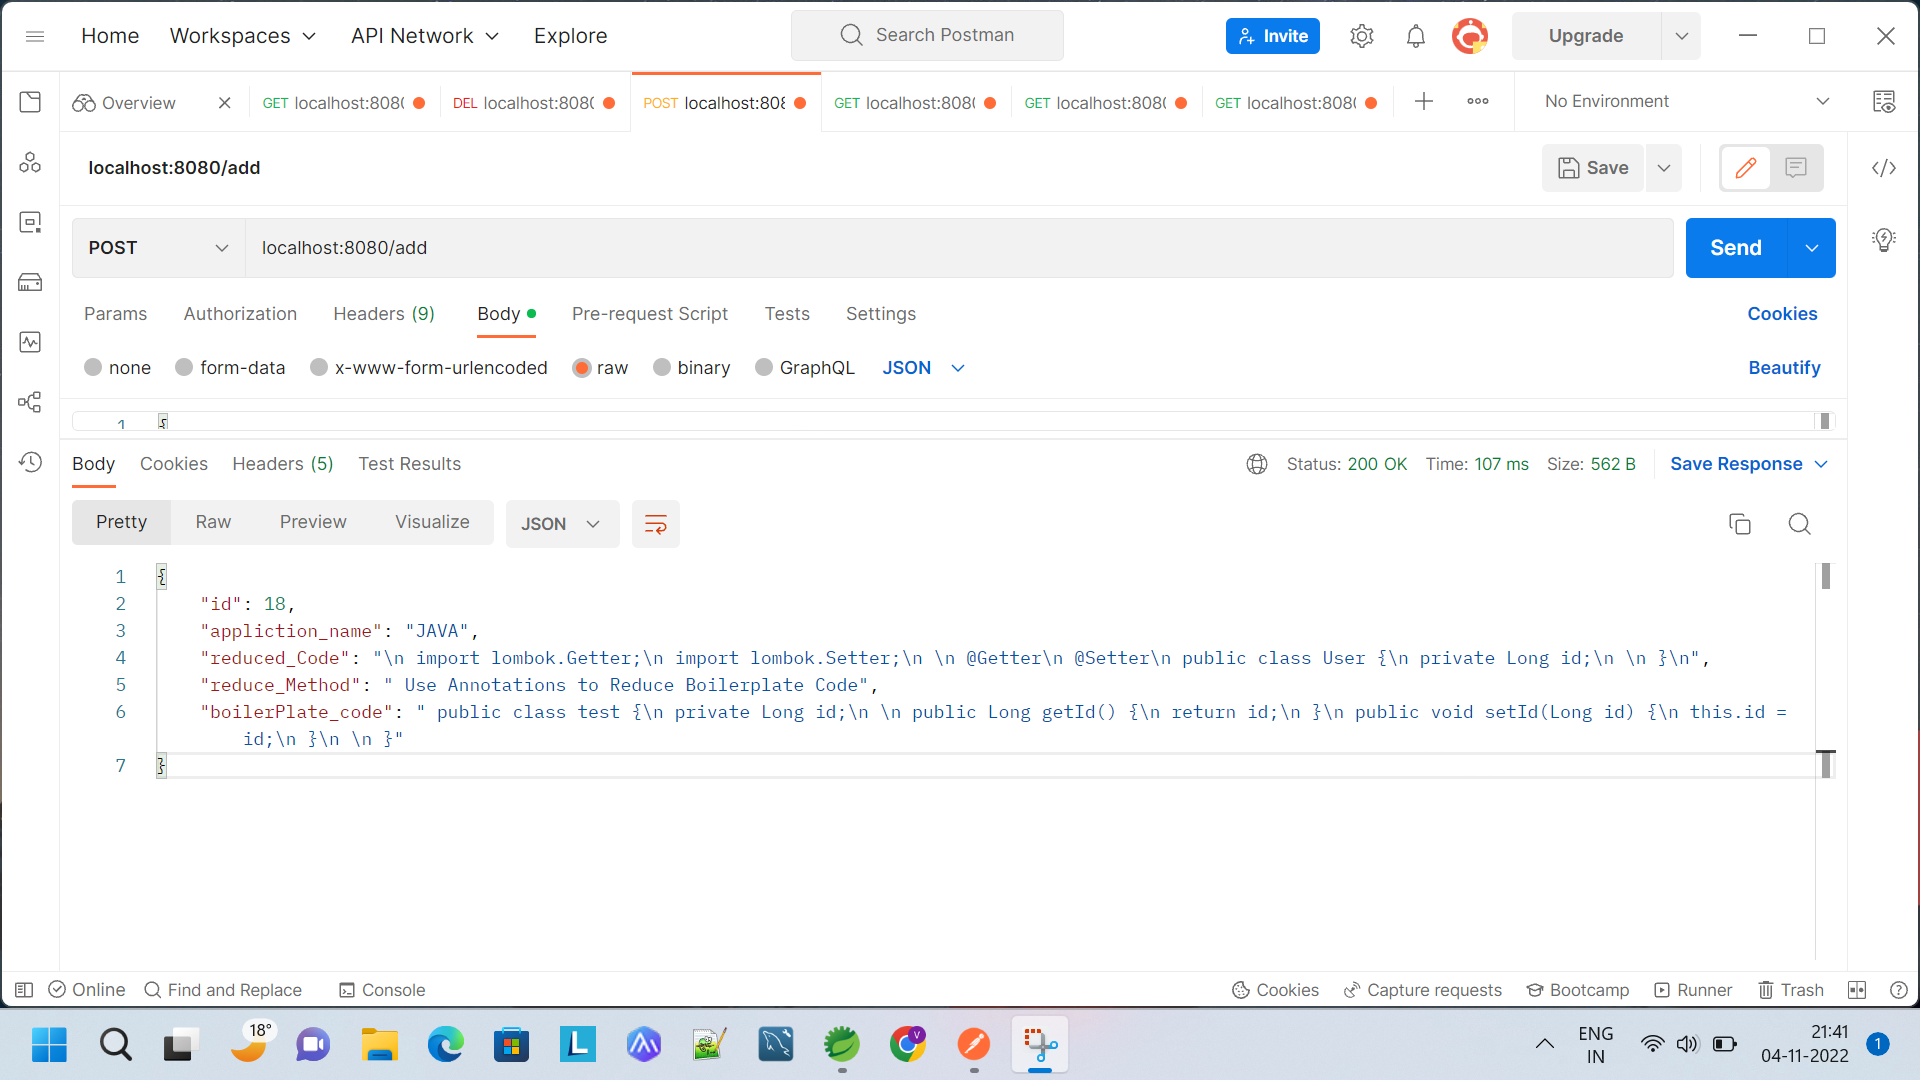 Home Workspaces API Network Explore Search Postman Invite Upgrade
Overview GET localhost:808 DEL localhost:808 POST localhost:808 GET localhost:808 GET localhost:808 GET localhost:808 No Environment
localhost:8080/add Save
POST localhost:8080/add Send
Params Authorization Headers (9) Body Pre-request Script Tests Settings Cookies
none form-data x-www-form-urlencoded raw binary GraphQL JSON Beautify
1 {
Body Cookies Headers (5) Test Results Status: 200 OK Time: 107 ms Size: 562 B Save Response
Pretty Raw Preview Visualize JSON
1 {
2 "id": 18,
3 "appliction_name": "JAVA",
4 "reduced_Code": "\n import lombok.Getter;\n import lombok.Setter;\n \n @Getter\n @Setter\n public class User {\n private Long id;\n \n }\n",
5 "reduce_Method": " Use Annotations to Reduce Boilerplate Code",
6 "boilerPlate_code": " public class test {\n private Long id;\n \n public Long getId() {\n return id;\n }\n public void setId(Long id) {\n this.id =
id;\n }\n \n }"
7 }
Online Find and Replace Console Cookies Capture requests Bootcamp Runner Trash
18° L V ENG 21:41 1
IN 04-11-2022